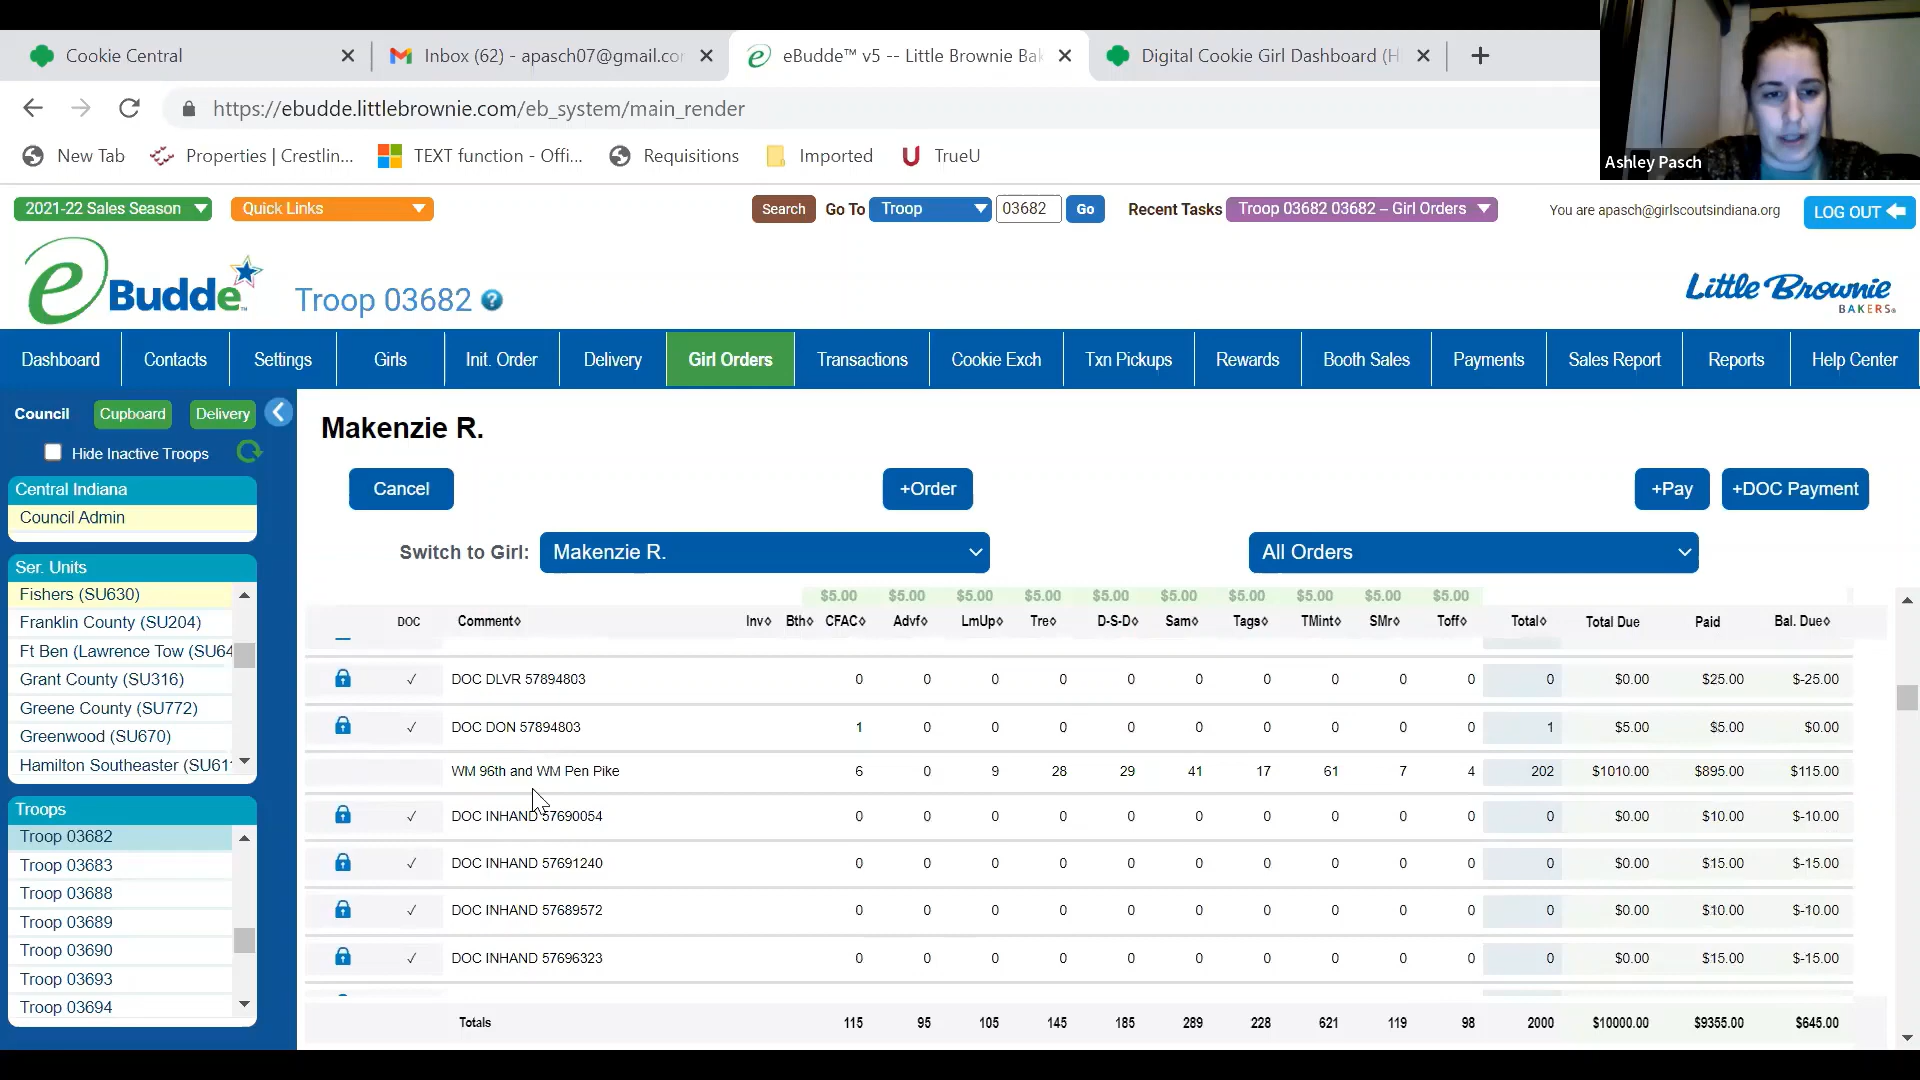 Cookie Central
Inbox (62) - apasch07@gmail.co
eBudde™ v5 -- Little Brownie Bak
Digital Cookie Girl Dashboard (H
https://ebudde.littlebrownie.com/eb_system/main_render
New Tab
Properties | Crestlin...
TEXT function - Offi...
Requisitions
Imported
TrueU
Ashley Pasch
2021-22 Sales Season
Quick Links
Search
Go To
Troop
03682
Go
Recent Tasks
Troop 03682 03682 – Girl Orders
You are apasch@girlscoutsindiana.org
LOG OUT
eBudde™
Troop 03682 ?
Little Brownie
BAKERS®
Dashboard
Contacts
Settings
Girls
Init. Order
Delivery
Girl Orders
Transactions
Cookie Exch
Txn Pickups
Rewards
Booth Sales
Payments
Sales Report
Reports
Help Center
Council
Cupboard
Delivery
Hide Inactive Troops
Central Indiana
Council Admin
Ser. Units
Fishers (SU630)
Franklin County (SU204)
Ft Ben (Lawrence Tow (SU64
Grant County (SU316)
Greene County (SU772)
Greenwood (SU670)
Hamilton Southeaster (SU61
Troops
Troop 03682
Troop 03683
Troop 03688
Troop 03689
Troop 03690
Troop 03693
Troop 03694
Makenzie R.
Cancel
+Order
+Pay
+DOC Payment
Switch to Girl:
Makenzie R.
All Orders
$5.00 $5.00 $5.00 $5.00 $5.00 $5.00 $5.00 $5.00 $5.00 $5.00
DOC Comment◊ Inv◊ Bth◊ CFAC◊ Advf◊ LmUp◊ Tre◊ D-S-D◊ Sam◊ Tags◊ TMint◊ SMr◊ Toff◊ Total◊ Total Due Paid Bal. Due◊
✓ DOC DLVR 57894803 0 0 0 0 0 0 0 0 0 0 0 $0.00 $25.00 $-25.00
✓ DOC DON 57894803 1 0 0 0 0 0 0 0 0 0 1 $5.00 $5.00 $0.00
WM 96th and WM Pen Pike 6 0 9 28 29 41 17 61 7 4 202 $1010.00 $895.00 $115.00
✓ DOC INHAND 57690054 0 0 0 0 0 0 0 0 0 0 0 $0.00 $10.00 $-10.00
✓ DOC INHAND 57691240 0 0 0 0 0 0 0 0 0 0 0 $0.00 $15.00 $-15.00
✓ DOC INHAND 57689572 0 0 0 0 0 0 0 0 0 0 0 $0.00 $10.00 $-10.00
✓ DOC INHAND 57696323 0 0 0 0 0 0 0 0 0 0 0 $0.00 $15.00 $-15.00
Totals 115 95 105 145 185 289 228 621 119 98 2000 $10000.00 $9355.00 $645.00